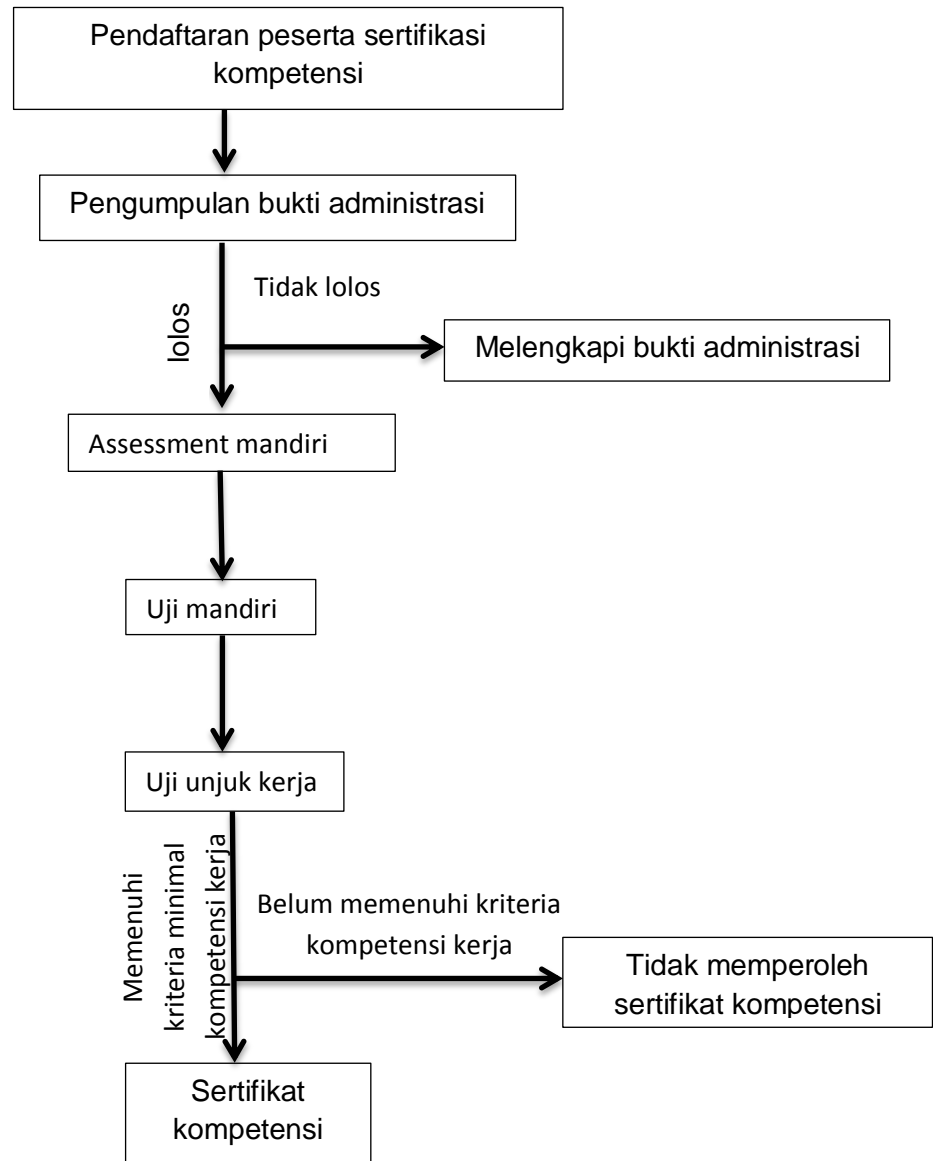 Pendaftaran peserta sertifikasi
kompetensi
Pengumpulan bukti administrasi
Tidak lolos
lolos
Melengkapi bukti administrasi
Assessment mandiri
Uji mandiri
Uji unjuk kerja
Memenuhi
kriteria minimal
kompetensi kerja
Belum memenuhi kriteria
kompetensi kerja
Tidak memperoleh
sertifikat kompetensi
Sertifikat
kompetensi